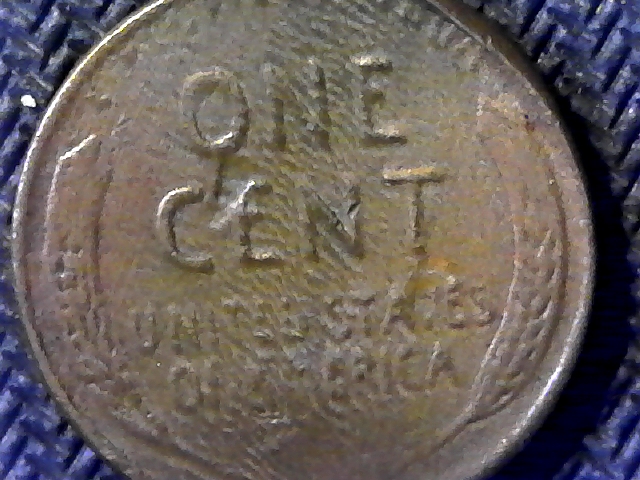 ONE
CENT
UNITED STATES
OF AMERICA